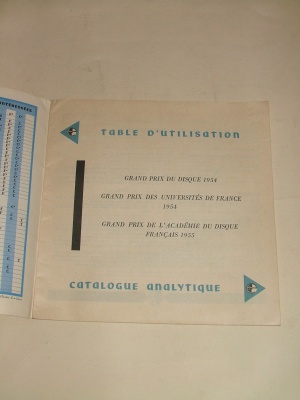 TABLE D'UTILISATION
GRAND PRIX DU DISQUE 1954
GRAND PRIX DES UNIVERSITÉS DE FRANCE
1954
GRAND PRIX DE L'ACADÉMIE DU DISQUE
FRANÇAIS 1955
CATALOGUE ANALYTIQUE